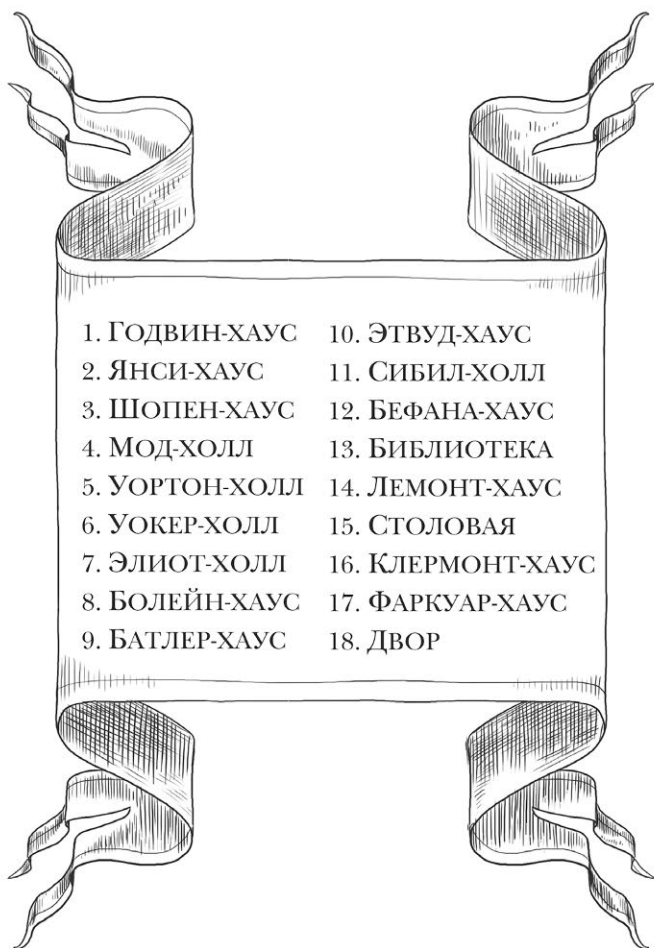 1. ГОДВИН-ХАУС
2. ЯНСИ-ХАУС
3. ШОПЕН-ХАУС
4. МОД-ХОЛЛ
5. УОРТОН-ХОЛЛ
6. УОКЕР-ХОЛЛ
7. ЭЛИОТ-ХОЛЛ
8. БОЛЕЙН-ХАУС
9. БАТЛЕР-ХАУС
10. ЭТВУД-ХАУС
11. СИБИЛ-ХОЛЛ
12. БЕФАНА-ХАУС
13. БИБЛИОТЕКА
14. ЛЕМОНТ-ХАУС
15. СТОЛОВАЯ
16. КЛЕРМОНТ-ХАУС
17. ФАРКУАР-ХАУС
18. ДВОР